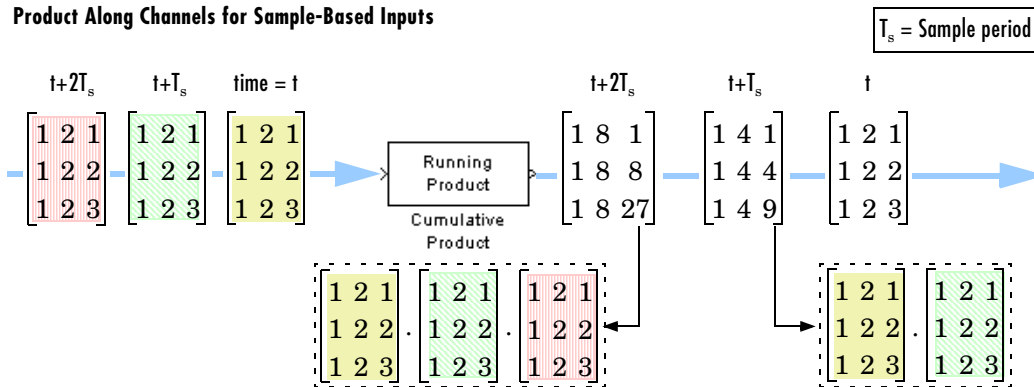 Product Along Channels for Sample-Based Inputs
Tₛ = Sample period
t+2Tₛ t+Tₛ time = t t+2Tₛ t+Tₛ t
1 2 1 1 2 1 1 2 1 1 8 1 1 4 1 1 2 1
1 2 2 1 2 2 1 2 2 Running 1 8 8 1 4 4 1 2 2
Product
1 2 3 1 2 3 1 2 3 1 8 27 1 4 9 1 2 3
Cumulative
Product
1 2 1 1 2 1 1 2 1 1 2 1 1 2 1
1 2 2 . 1 2 2 . 1 2 2 1 2 2 . 1 2 2
1 2 3 1 2 3 1 2 3 1 2 3 1 2 3